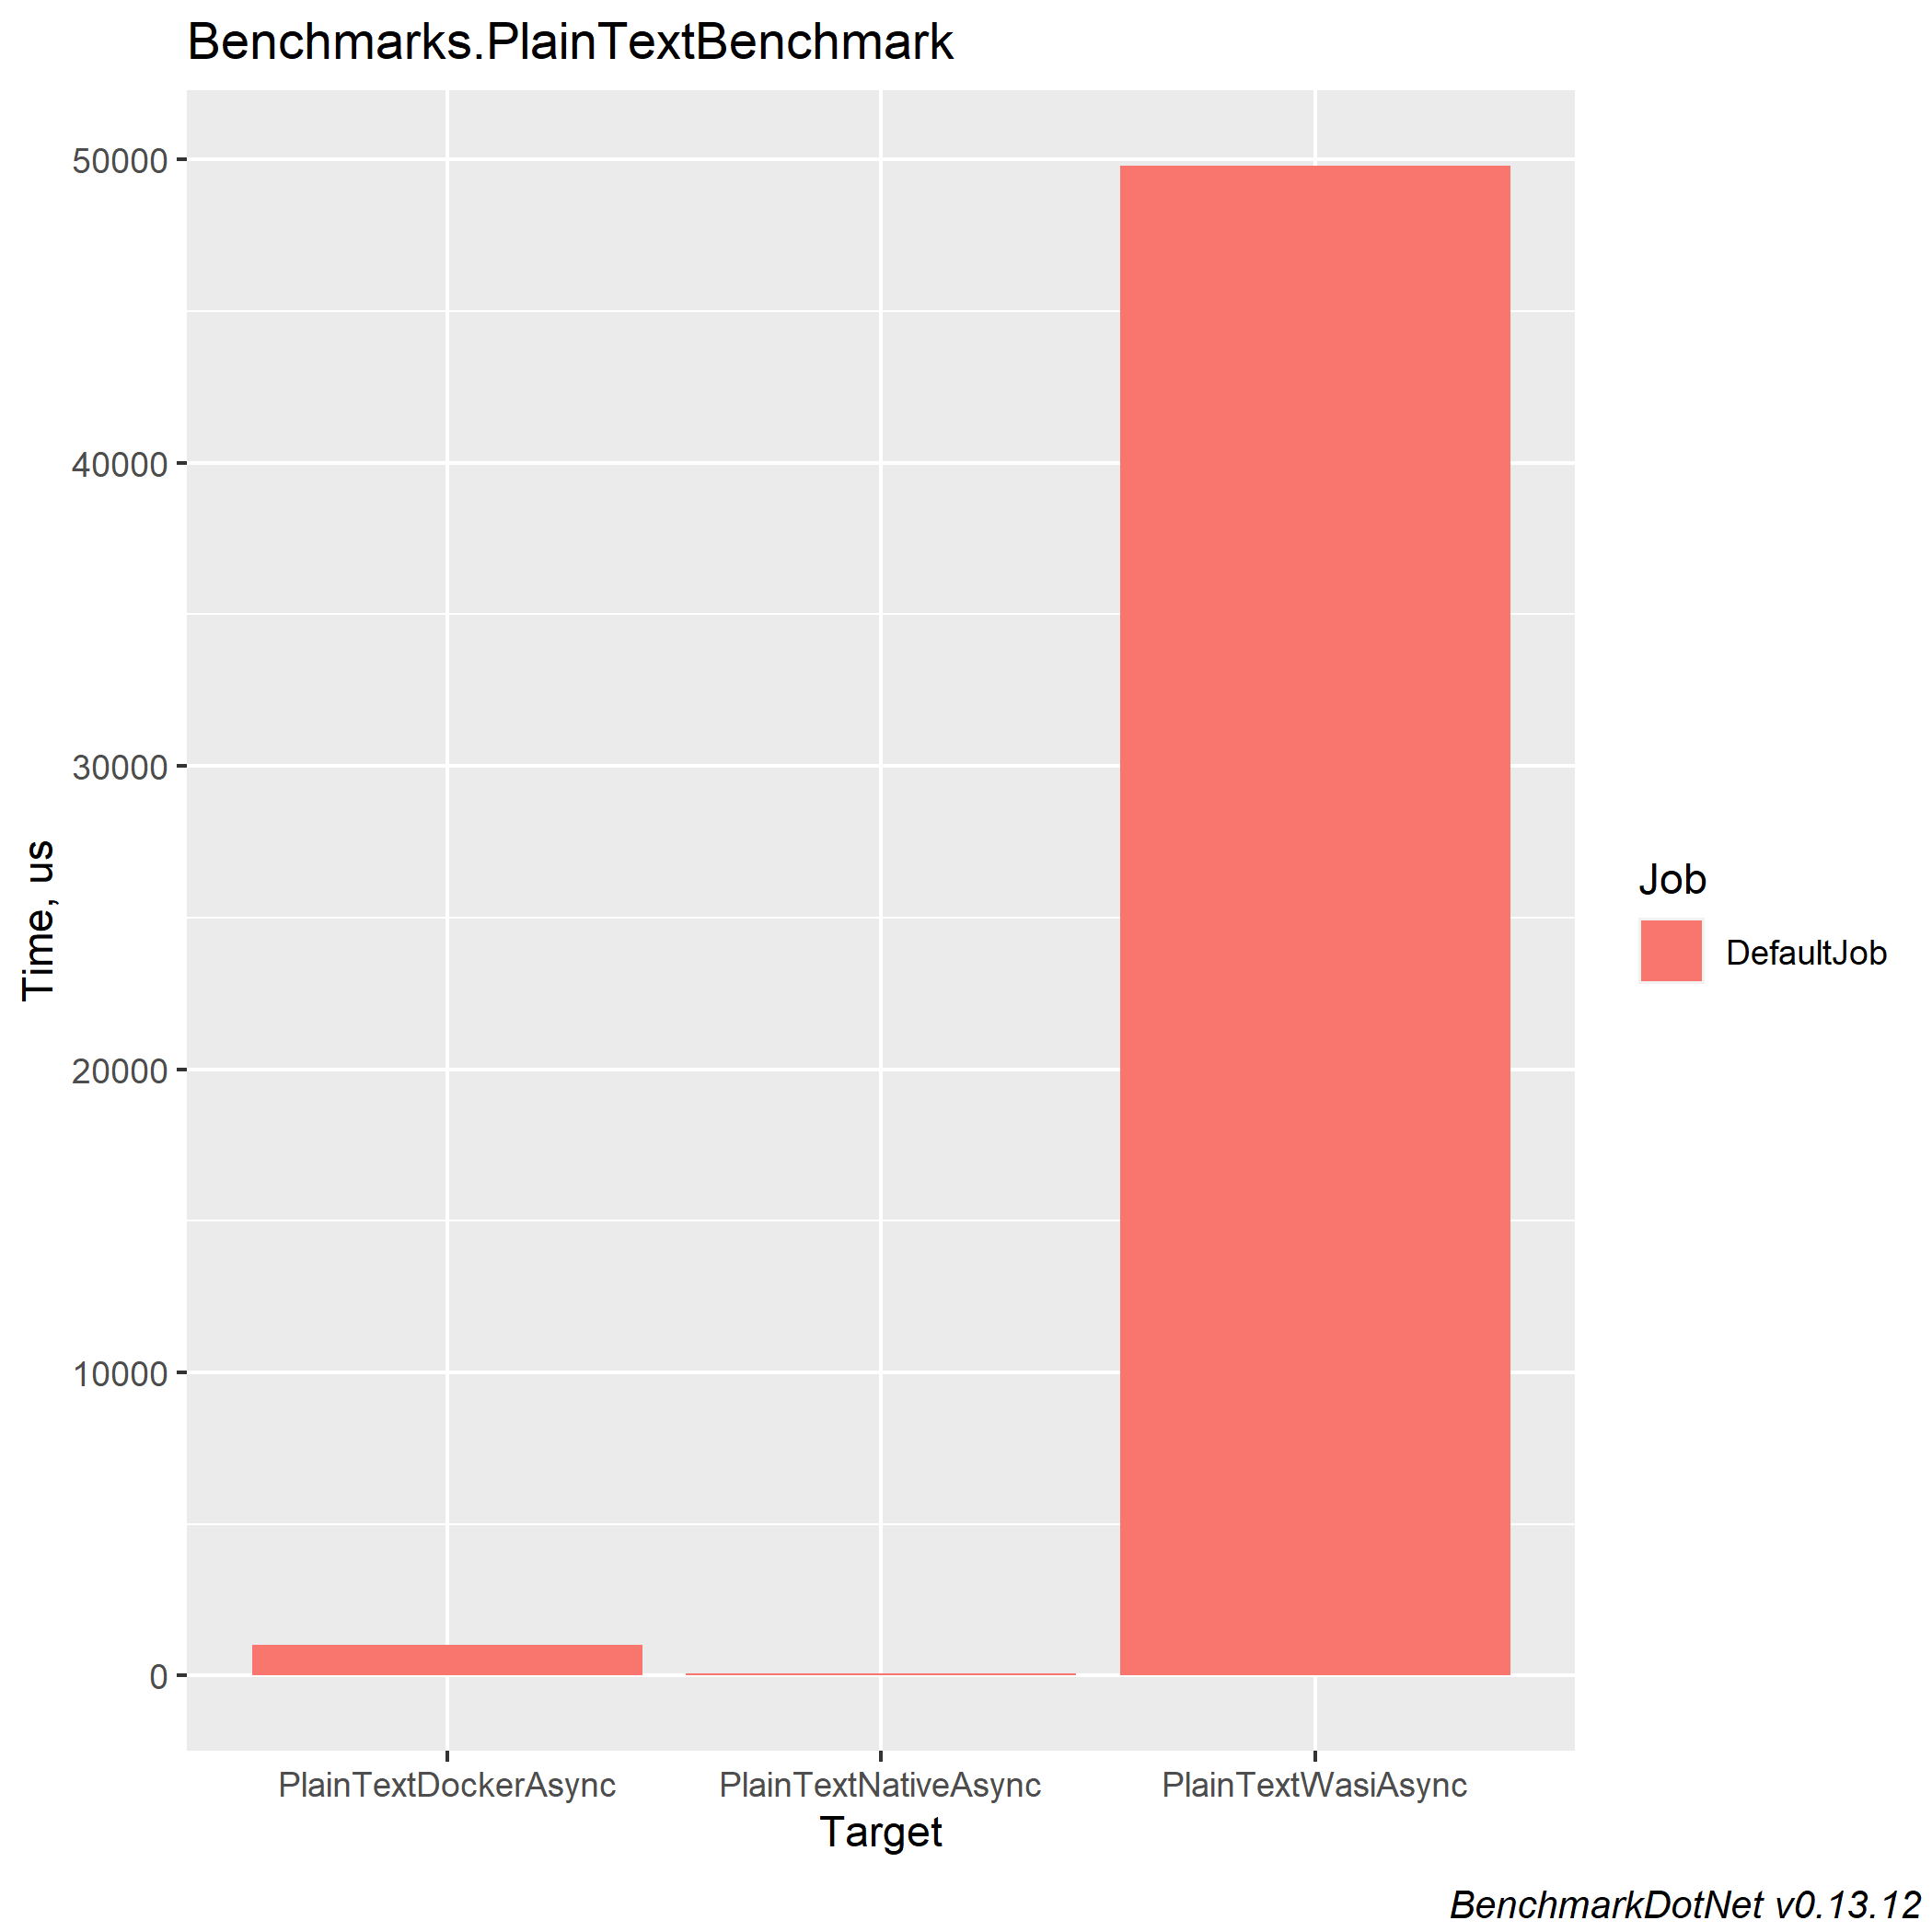 Benchmarks.PlainTextBenchmark
50000
40000
30000
20000
10000
0
Time, us
PlainTextDockerAsync
PlainTextNativeAsync
PlainTextWasiAsync
Target
Job
DefaultJob
BenchmarkDotNet v0.13.12